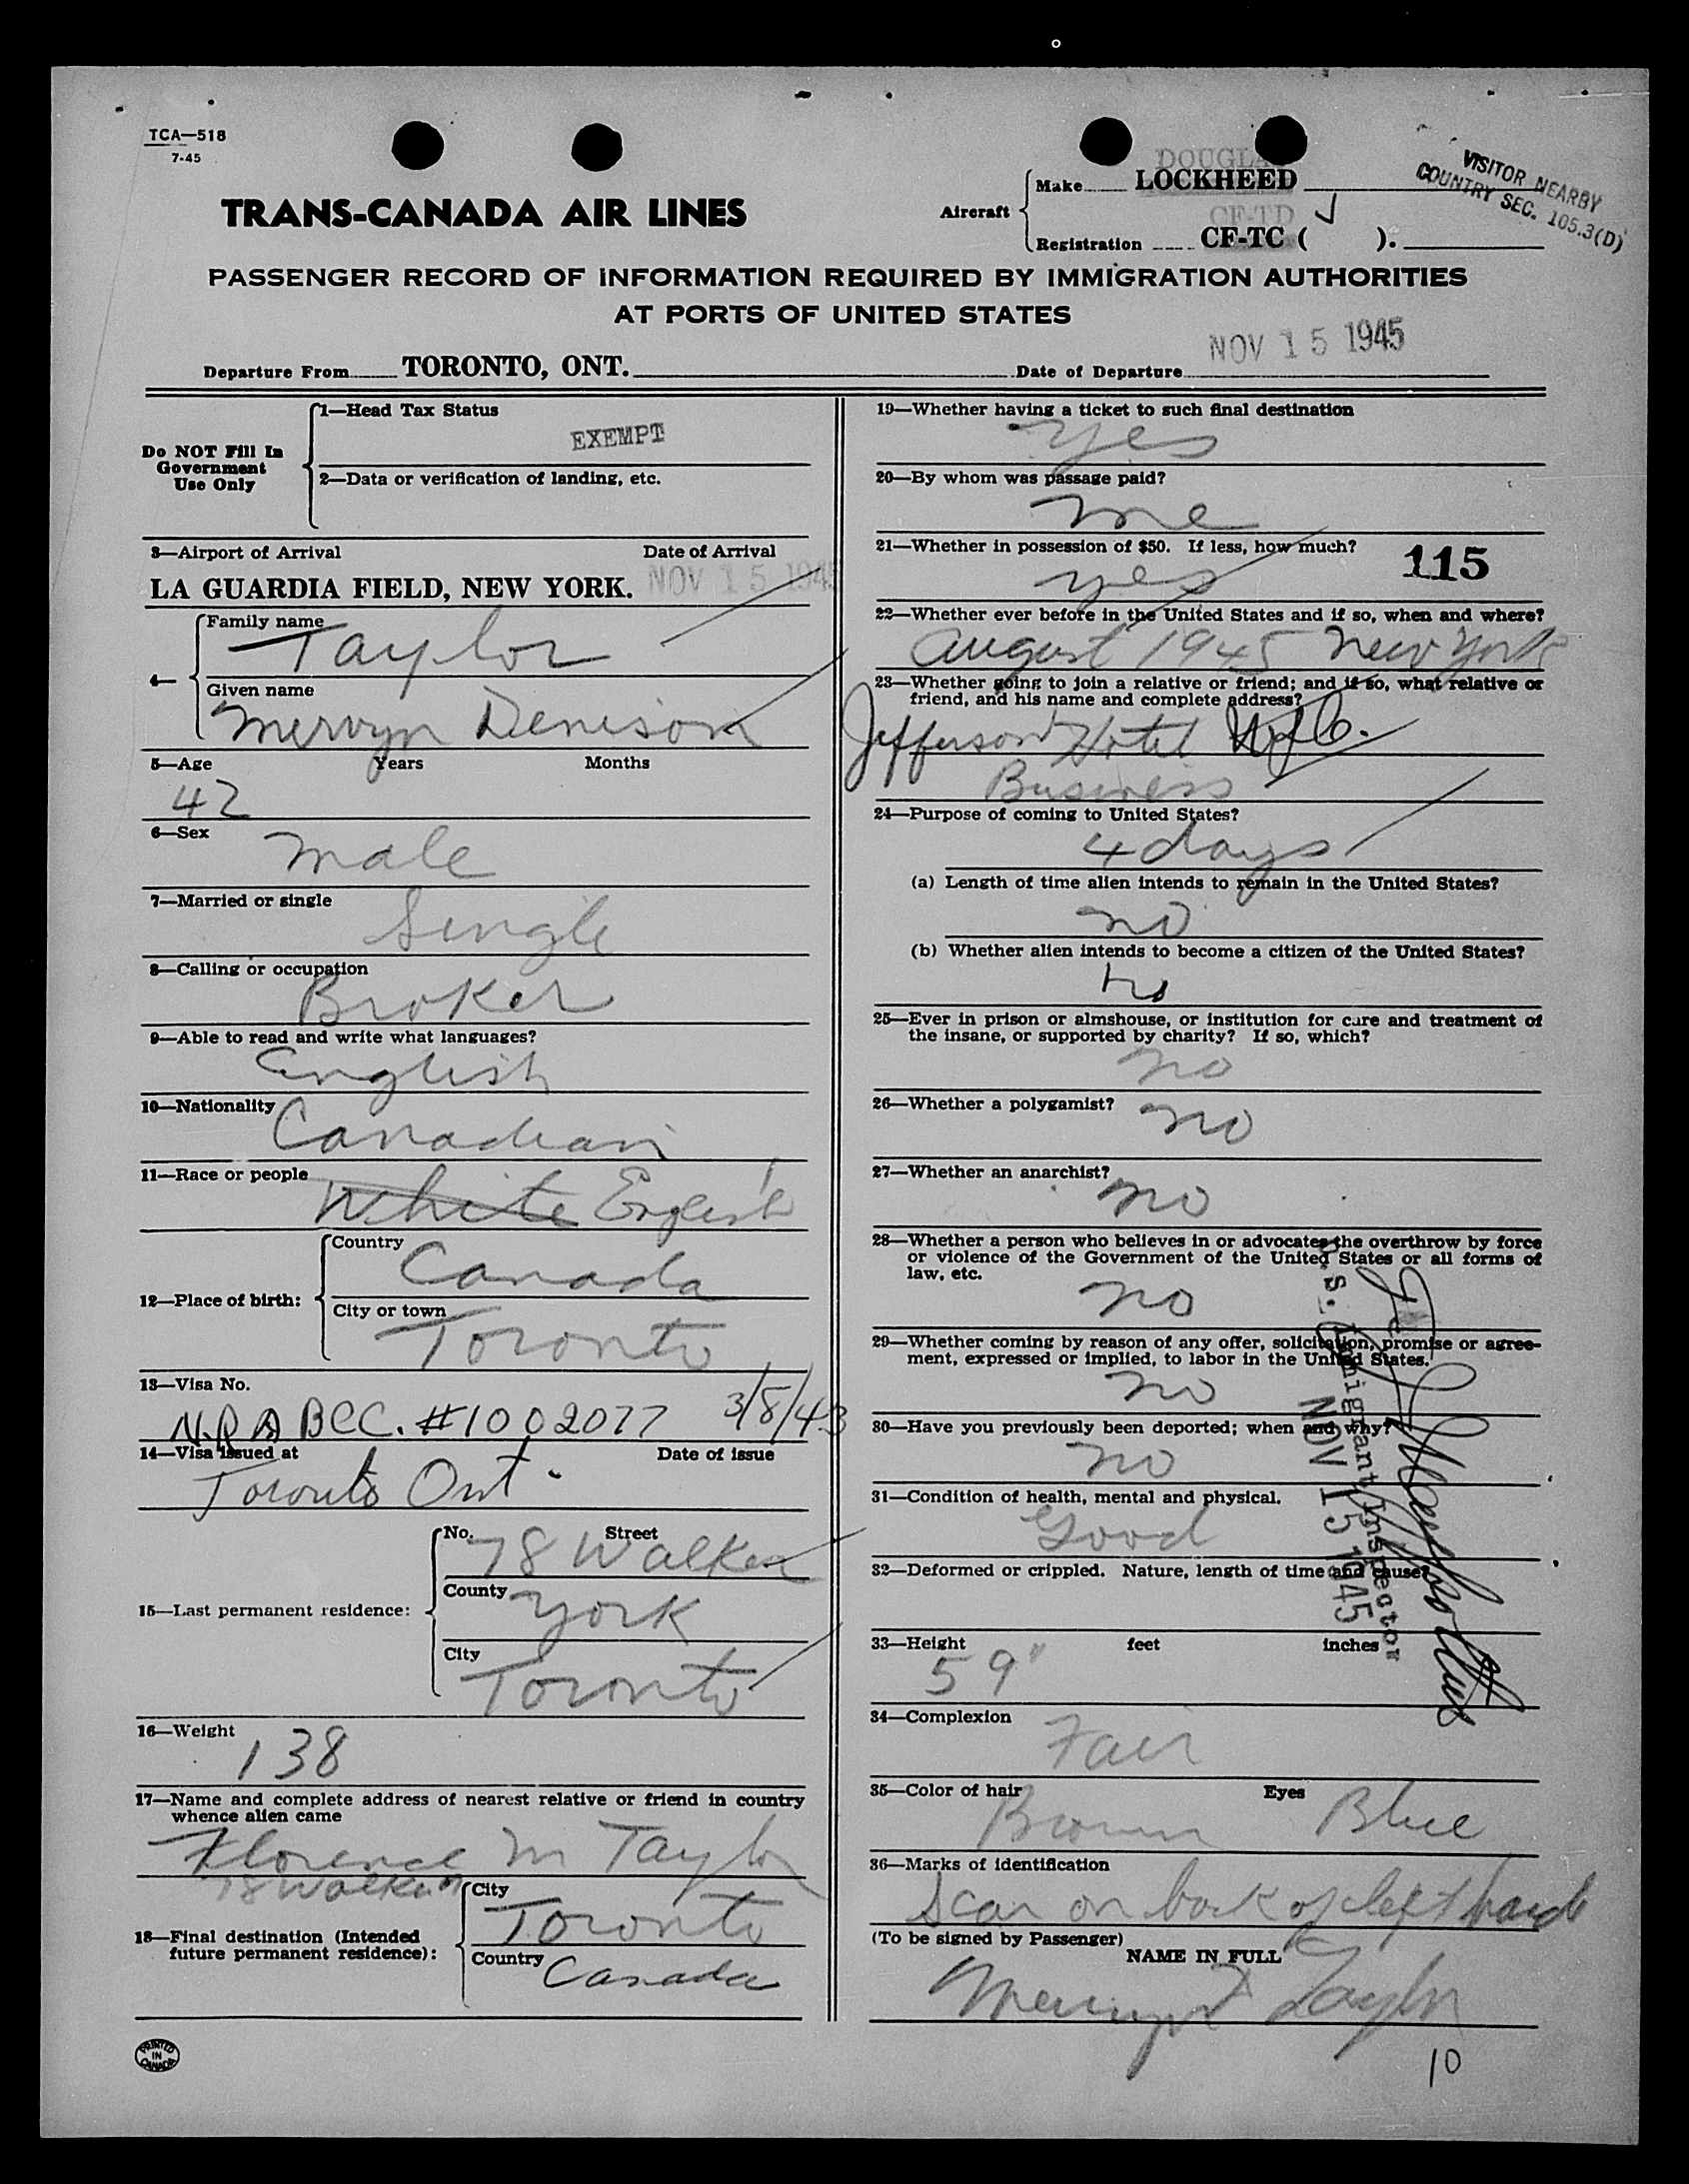 TCA—518
7-45
DOUGLAS
Make LOCKHEED
VISITOR NEARBY
COUNTRY SEC. 105.3(D)
TRANS-CANADA AIR LINES
Aircraft
CF-TD
Registration CF-TC ( ).
PASSENGER RECORD OF INFORMATION REQUIRED BY IMMIGRATION AUTHORITIES
AT PORTS OF UNITED STATES
NOV 15 1945
Departure From TORONTO, ONT. Date of Departure
Do NOT Fill In
Government
Use Only
1—Head Tax Status
EXEMPT
2—Data or verification of landing, etc.
3—Airport of Arrival Date of Arrival
LA GUARDIA FIELD, NEW YORK. NOV 15 194
4—
Family name
Taylor
Given name
Mervyn Denison
5—Age Years Months
42
6—Sex
Male
7—Married or single
Single
8—Calling or occupation
Broker
9—Able to read and write what languages?
English
10—Nationality
Canadian
11—Race or people
White English
12—Place of birth:
Country
Canada
City or town
Toronto
13—Visa No.
N.R.A BCC. #1002077 3/8/43
14—Visa issued at Date of issue
Toronto Ont.
15—Last permanent residence:
No. Street
78 Walker
County
York
City
Toronto
16—Weight
138
17—Name and complete address of nearest relative or friend in country
whence alien came
Florence M Taylor
78 Walker
18—Final destination (Intended
future permanent residence):
City
Toronto
Country
Canada
PRINTED
IN
CANADA
19—Whether having a ticket to such final destination
Yes
20—By whom was passage paid?
me
21—Whether in possession of $50. If less, how much?
yes
115
22—Whether ever before in the United States and if so, when and where?
August 1945 New York
23—Whether going to join a relative or friend; and if so, what relative or
friend, and his name and complete address?
Jefferson Hotel
Business
24—Purpose of coming to United States?
4 days
(a) Length of time alien intends to remain in the United States?
no
(b) Whether alien intends to become a citizen of the United States?
no
25—Ever in prison or almshouse, or institution for care and treatment of
the insane, or supported by charity? If so, which?
no
26—Whether a polygamist?
no
27—Whether an anarchist?
no
28—Whether a person who believes in or advocates the overthrow by force
or violence of the Government of the United States or all forms of
law, etc.
no
29—Whether coming by reason of any offer, solicitation, promise or agree-
ment, expressed or implied, to labor in the United States.
no
30—Have you previously been deported; when and why?
no
31—Condition of health, mental and physical.
Good
32—Deformed or crippled. Nature, length of time and cause?
U.S. Immigrant Inspector
NOV 15 1945
33—Height feet inches
5 9"
34—Complexion
Fair
35—Color of hair Eyes
Brown Blue
36—Marks of identification
Scar on back of left hand
(To be signed by Passenger)
NAME IN FULL
Mervyn D Taylor
10